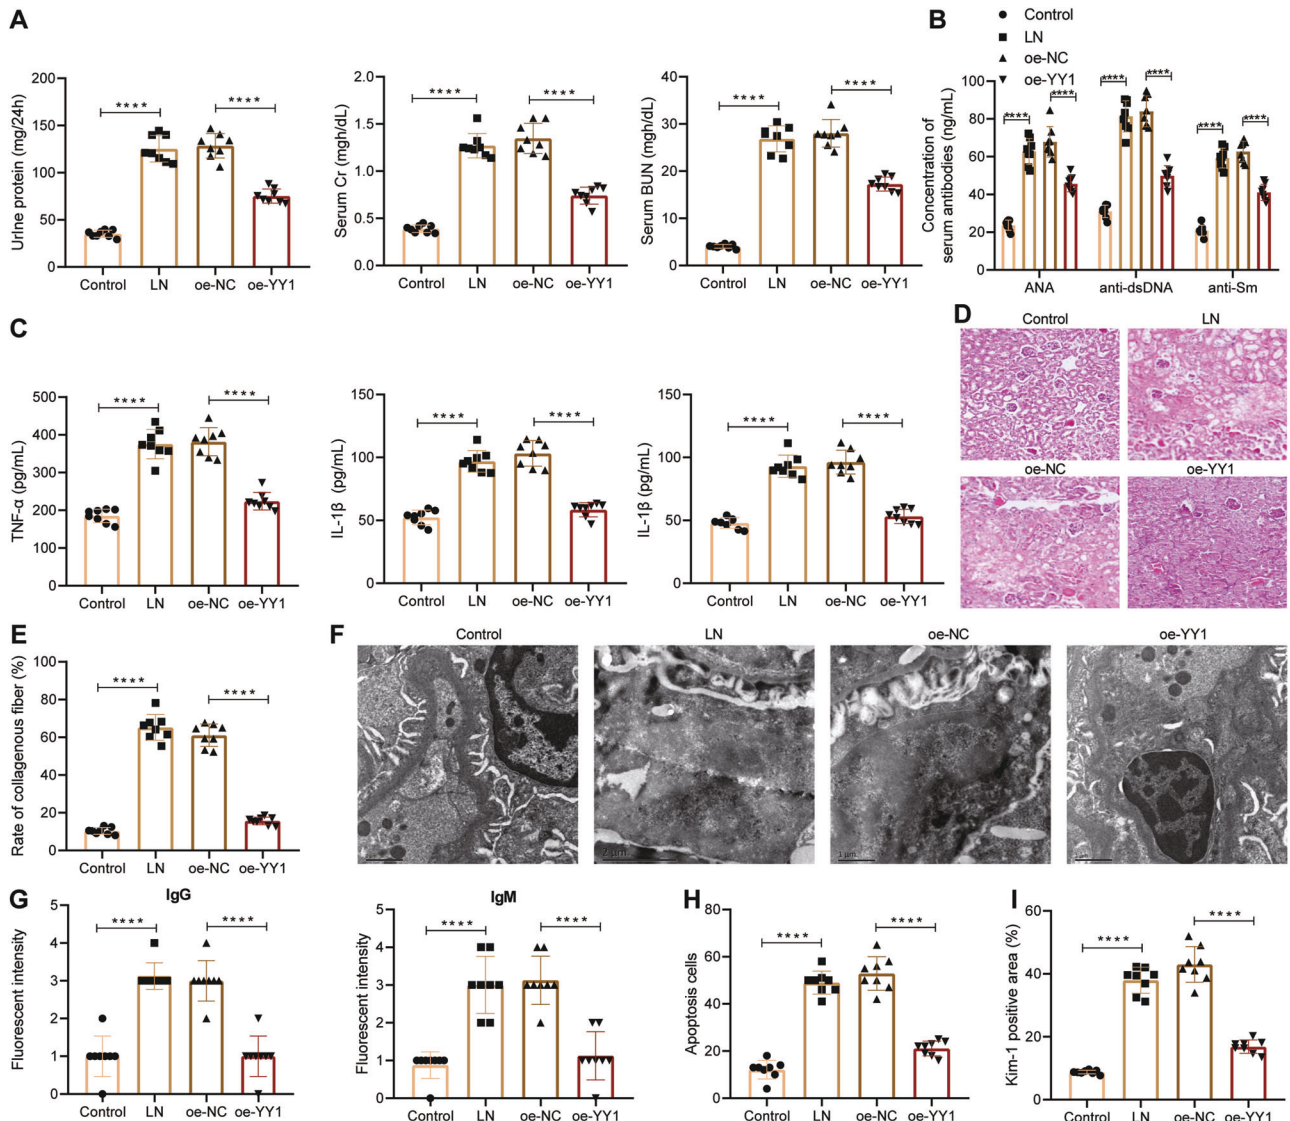 A
Urine protein (mg/24h)
200
150
100
50
0
****
****
Control LN oe-NC oe-YY1
Serum Cr (mgh/dL)
2.0
1.5
1.0
0.5
0.0
****
****
Control LN oe-NC oe-YY1
Serum BUN (mgh/dL)
40
30
20
10
0
****
****
Control LN oe-NC oe-YY1
B
Control
LN
oe-NC
oe-YY1
Concentration of
serum antibodies (ng/mL)
100
80
60
40
20
0
****
****
****
****
****
****
ANA anti-dsDNA anti-Sm
C
TNF-α (pg/mL)
500
400
300
200
100
0
****
****
Control LN oe-NC oe-YY1
IL-1β (pg/mL)
150
100
50
0
****
****
Control LN oe-NC oe-YY1
IL-1β (pg/mL)
150
100
50
0
****
****
Control LN oe-NC oe-YY1
D
Control LN
oe-NC oe-YY1
E
Rate of collagenous fiber (%)
100
80
60
40
20
0
****
****
Control LN oe-NC oe-YY1
F
Control LN oe-NC oe-YY1
2 μm
1 μm
G
IgG
Fluorescent intensity
5
4
3
2
1
0
****
****
Control LN oe-NC oe-YY1
IgM
Fluorescent intensity
5
4
3
2
1
0
****
****
Control LN oe-NC oe-YY1
H
Apoptosis cells
80
60
40
20
0
****
****
Control LN oe-NC oe-YY1
I
Kim-1 positive area (%)
60
40
20
0
****
****
Control LN oe-NC oe-YY1